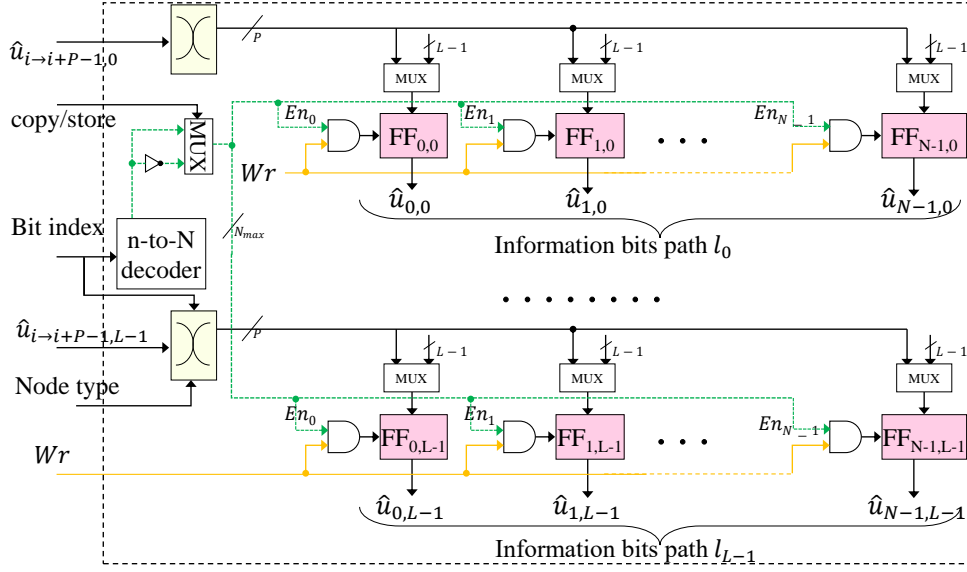 û_{i→i+P−1,0}
P
L−1
L−1
L−1
MUX
MUX
MUX
copy/store
MUX
En_0
En_1
En_{N−1}
FF_{0,0}
FF_{1,0}
FF_{N-1,0}
Wr
û_{0,0}
û_{1,0}
û_{N−1,0}
Bit index
n-to-N
decoder
N_{max}
Information bits path l_0
û_{i→i+P−1,L−1}
P
L−1
L−1
L−1
Node type
MUX
MUX
MUX
En_0
En_1
En_{N−1}
FF_{0,L-1}
FF_{1,L-1}
FF_{N-1,L-1}
Wr
û_{0,L−1}
û_{1,L−1}
û_{N−1,L−1}
Information bits path l_{L−1}